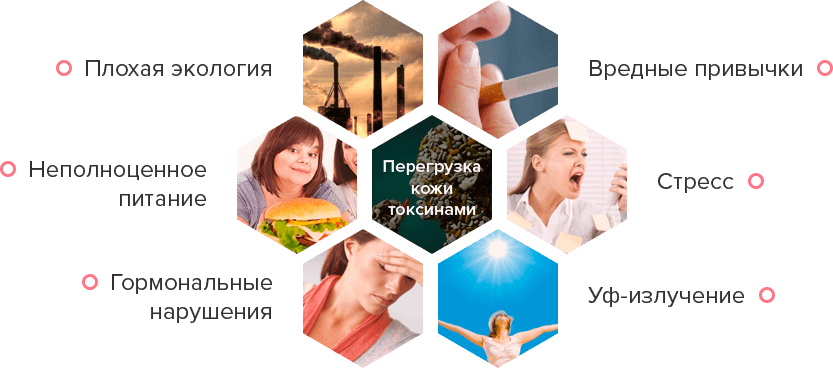 Плохая экология
Вредные привычки
Неполноценное
питание
Перегрузка
кожи
токсинами
Стресс
Гормональные
нарушения
Уф-излучение